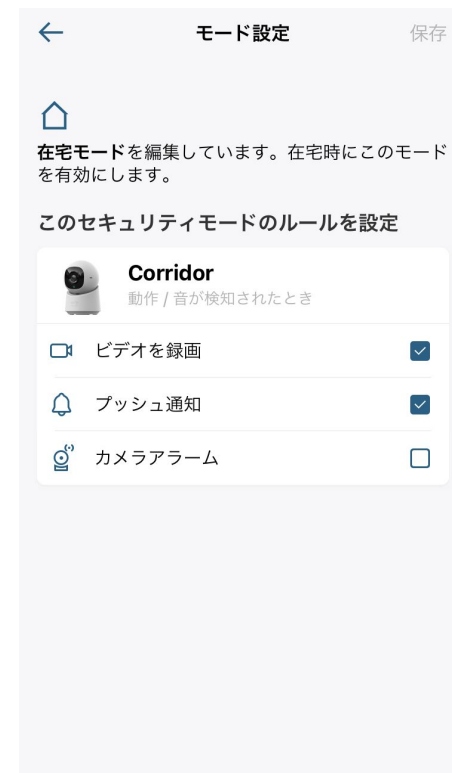 モード設定
保存
在宅モードを編集しています。在宅時にこのモード
を有効にします。
このセキュリティモードのルールを設定
Corridor
動作 / 音が検知されたとき
ビデオを録画
プッシュ通知
カメラアラーム